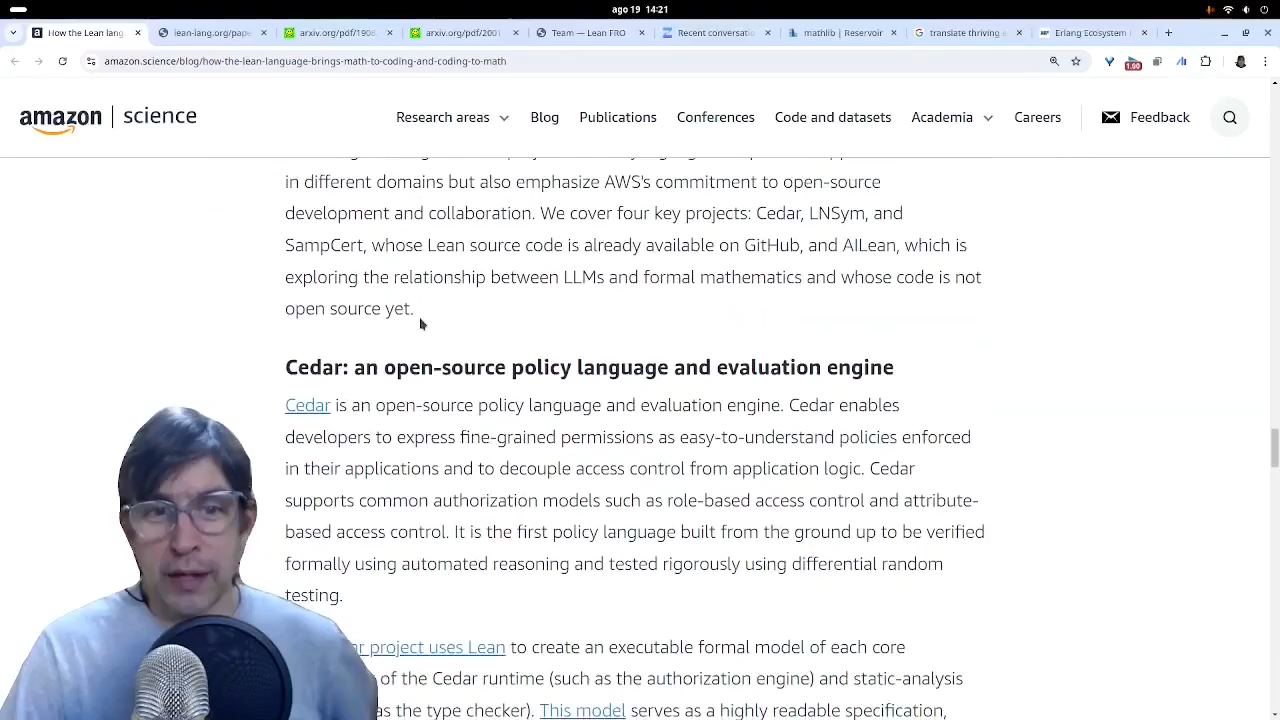 ago 19 14:21
How the Lean lang
lean-lang.org/pape
arxiv.org/pdf/1908.
arxiv.org/pdf/2001
Team — Lean FRO
Recent conversatio
mathlib | Reservoir
translate thriving e
Erlang Ecosystem
amazon.science/blog/how-the-lean-language-brings-math-to-coding-and-coding-to-math
1.00
amazon | science
Research areas
Blog
Publications
Conferences
Code and datasets
Academia
Careers
Feedback
in different domains but also emphasize AWS's commitment to open-source
development and collaboration. We cover four key projects: Cedar, LNSym, and
SampCert, whose Lean source code is already available on GitHub, and AILean, which is
exploring the relationship between LLMs and formal mathematics and whose code is not
open source yet.
Cedar: an open-source policy language and evaluation engine
Cedar is an open-source policy language and evaluation engine. Cedar enables
developers to express fine-grained permissions as easy-to-understand policies enforced
in their applications and to decouple access control from application logic. Cedar
supports common authorization models such as role-based access control and attribute-
based access control. It is the first policy language built from the ground up to be verified
formally using automated reasoning and tested rigorously using differential random
testing.
project uses Lean to create an executable formal model of each core
of the Cedar runtime (such as the authorization engine) and static-analysis
as the type checker). This model serves as a highly readable specification,